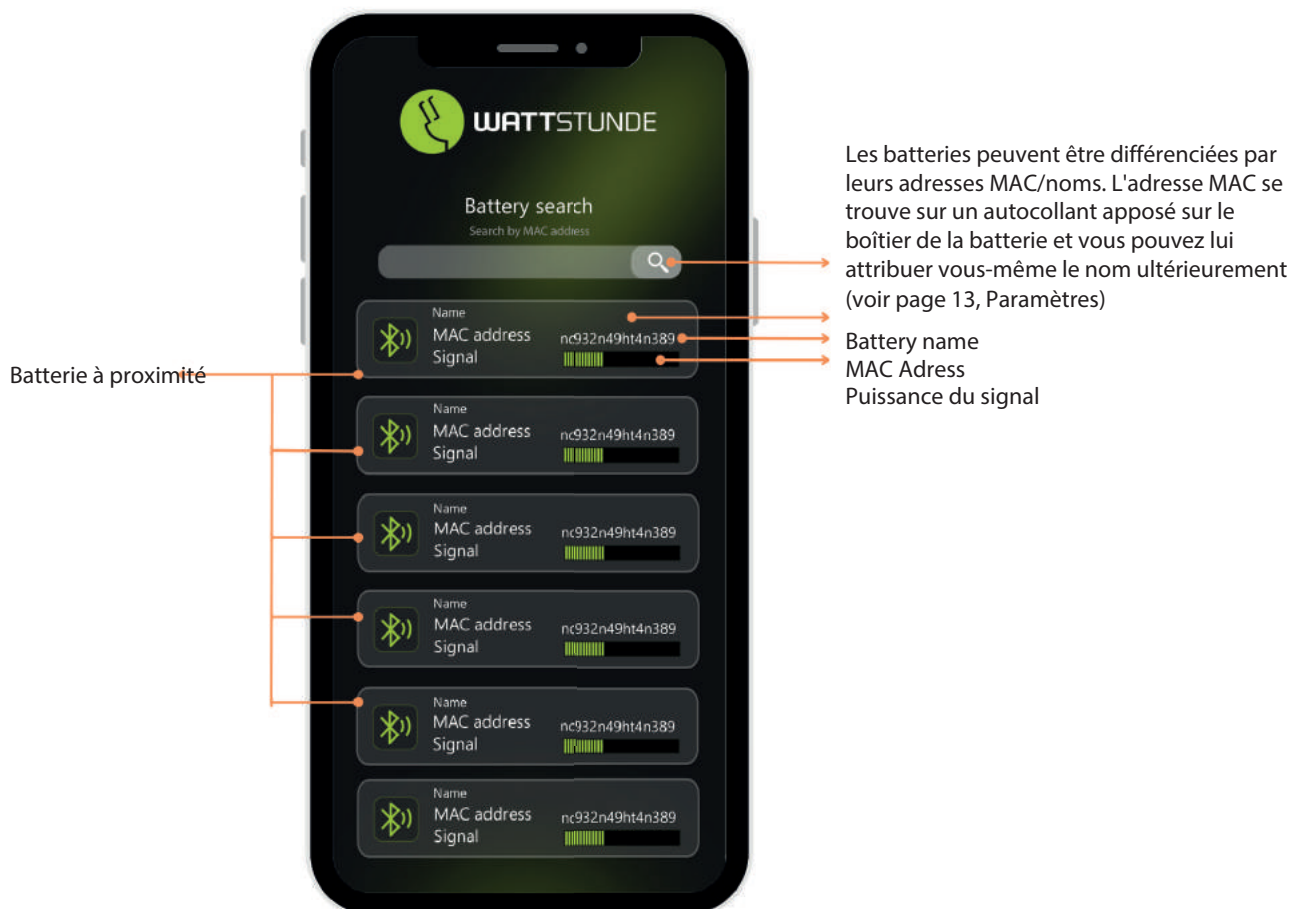 WATTSTUNDE
Battery search
Search by MAC address
Name
MAC address nc932n49ht4n389
Signal
Name
MAC address nc932n49ht4n389
Signal
Name
MAC address nc932n49ht4n389
Signal
Name
MAC address nc932n49ht4n389
Signal
Name
MAC address nc932n49ht4n389
Signal
Name
MAC address nc932n49ht4n389
Signal
Batterie à proximité
Les batteries peuvent être différenciées par
leurs adresses MAC/noms. L'adresse MAC se
trouve sur un autocollant apposé sur le
boîtier de la batterie et vous pouvez lui
attribuer vous-même le nom ultérieurement
(voir page 13, Paramètres)
Battery name
MAC Adress
Puissance du signal